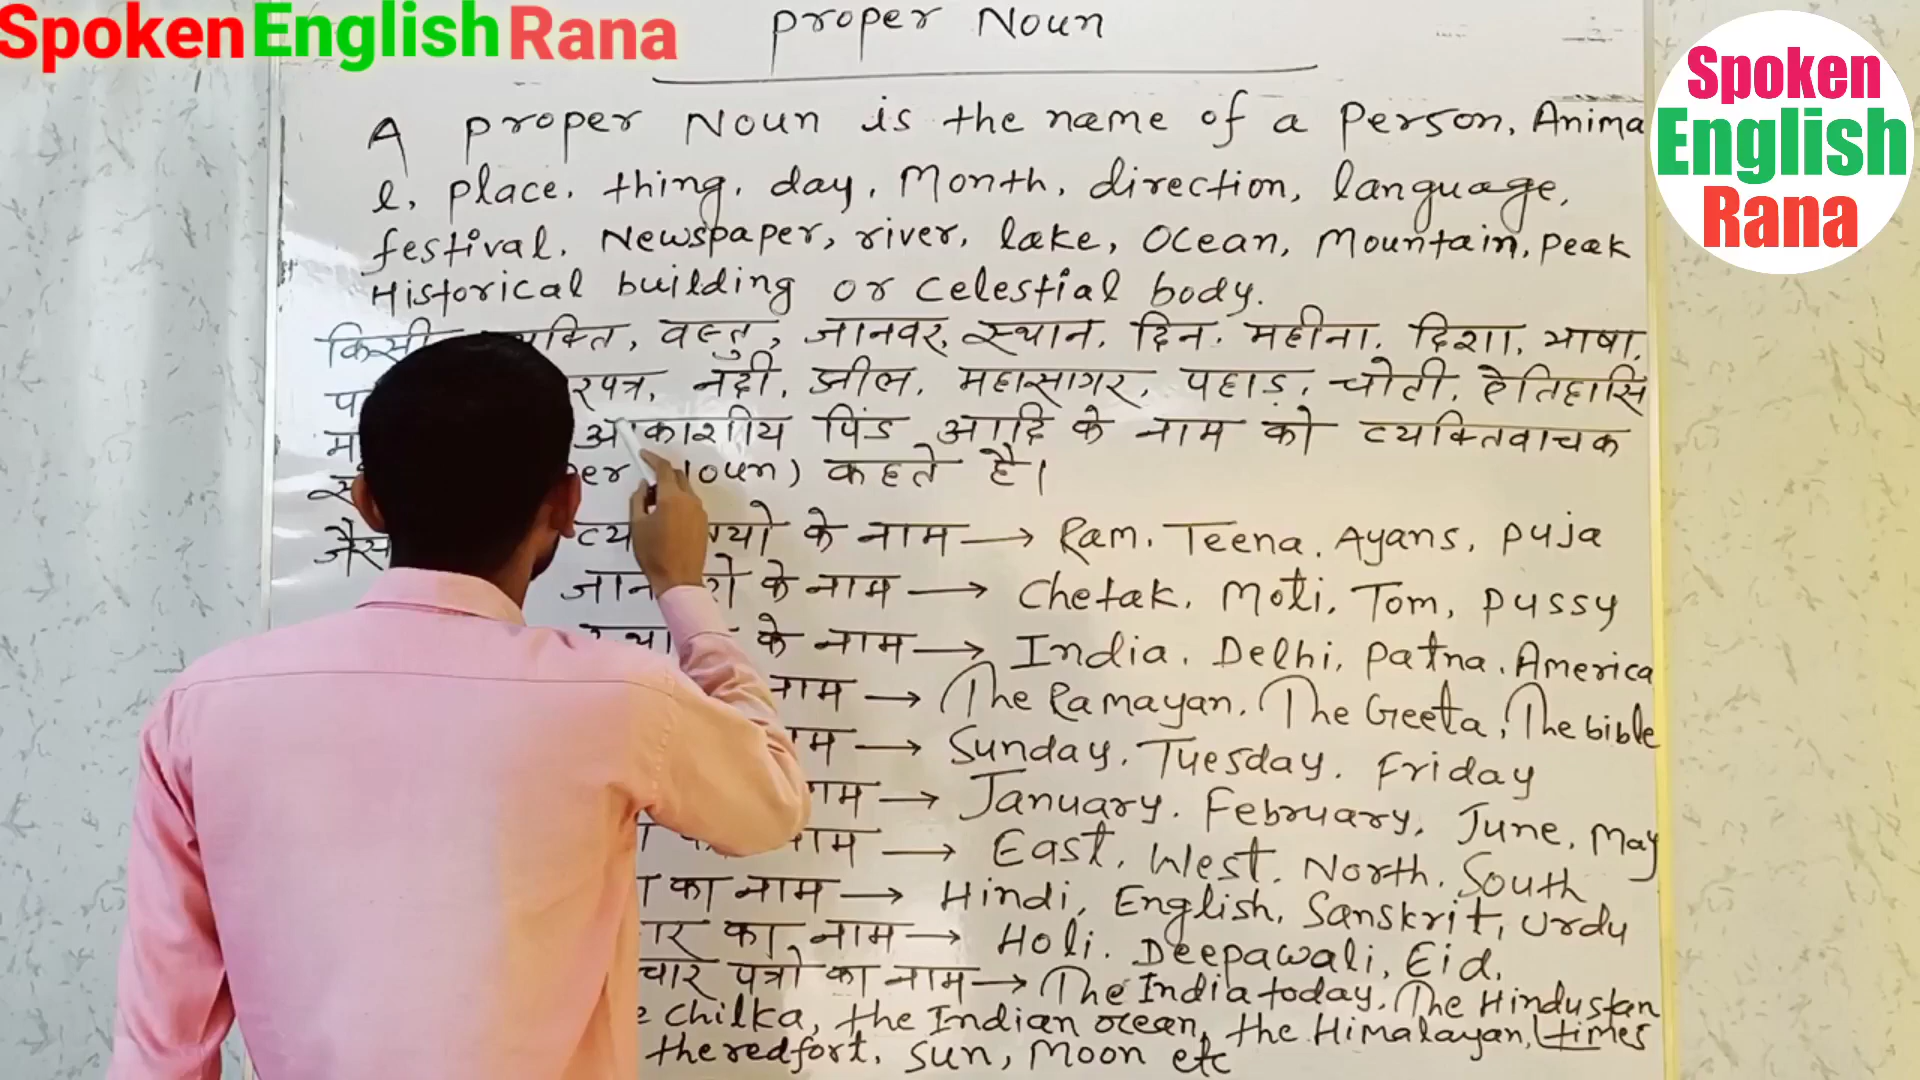 Spoken English Rana
Proper Noun
Spoken
English
Rana
A proper Noun is the name of a Person, Anima
l, place, thing, day, Month, direction, language,
festival, Newspaper, river, lake, Ocean, Mountain, Peak
Historical building or celestial body.
किसी वस्तु, जानवर, स्थान, दिन, महीना, दिशा, भाषा,
नदी, झील, महासागर, पहाड़, चोटी, ऐतिहासि
आकाशीय पिंड आदि के नाम को व्यक्तिवाचक
Noun) कहते है।
के नाम → Ram, Teena, Ayans, Puja
के नाम → Chetak, Moti, Tom, Pussy
के नाम → India, Delhi, Patna, America
नाम → The Ramayan, The Geeta, The bible
→ Sunday, Tuesday, Friday
→ January, February, June, May
→ East, West, North, South
का नाम → Hindi, English, Sanskrit, Urdu
का नाम → Holi, Deepawali, Eid,
पत्रो का नाम → The India today, The Hindustan
Chilka, the Indian ocean, the Himalayan, times
the redfort, Sun, Moon etc